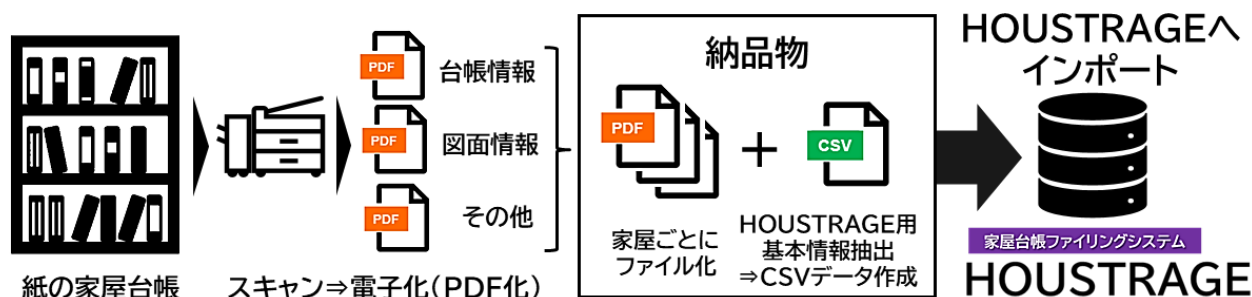 紙の家屋台帳
スキャン⇒電子化(PDF化)
PDF
台帳情報
PDF
図面情報
PDF
その他
納品物
PDF
+
CSV
家屋ごとに
ファイル化
HOUSTRAGE用
基本情報抽出
⇒CSVデータ作成
HOUSTRAGEへ
インポート
家屋台帳ファイリングシステム
HOUSTRAGE